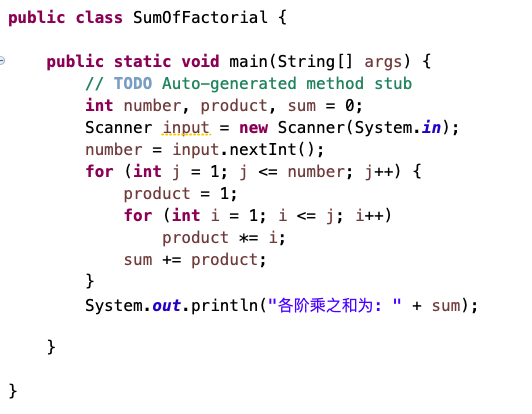 public class SumOfFactorial {
public static void main(String[] args) {
// TODO Auto-generated method stub
int number, product, sum = 0;
Scanner input = new Scanner(System.in);
number = input.nextInt();
for (int j = 1; j <= number; j++) {
product = 1;
for (int i = 1; i <= j; i++)
product *= i;
sum += product;
}
System.out.println("各阶乘之和为: " + sum);
}
}